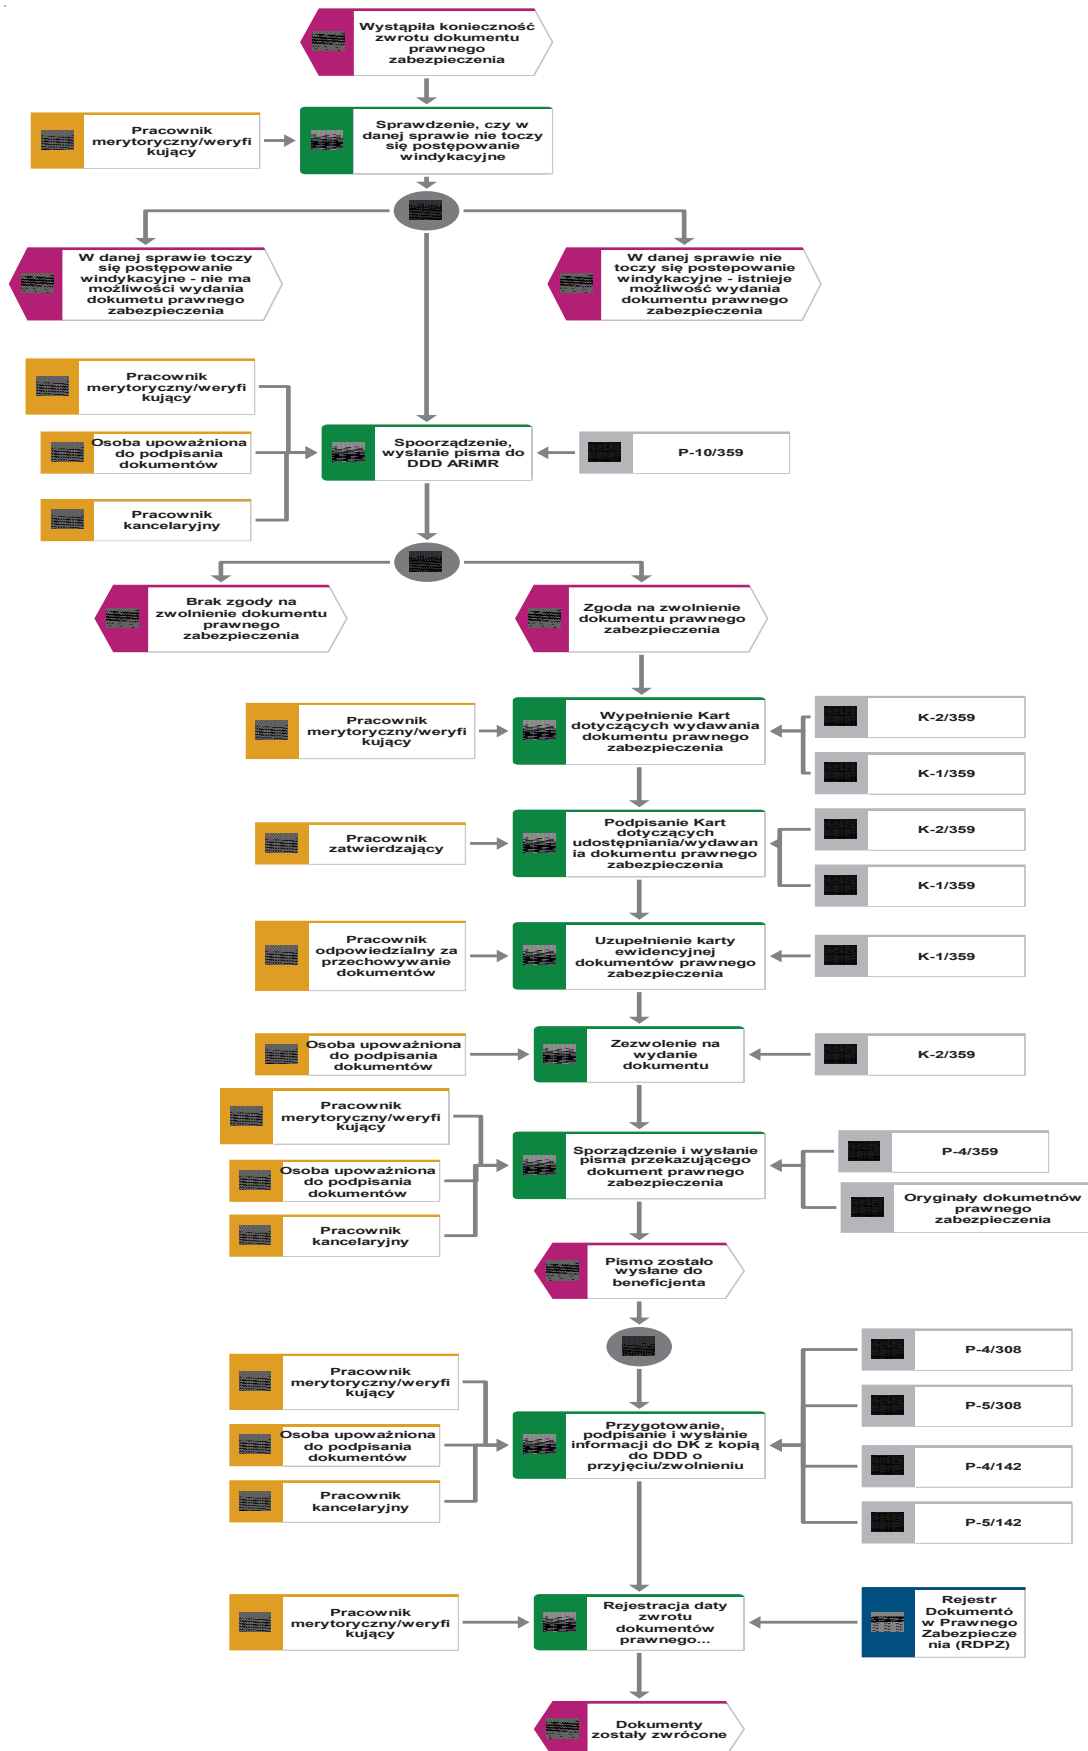 Wystąpiła konieczność
zwrotu dokumentu
prawnego
zabezpieczenia
Pracownik
merytoryczny/weryfi
kujący
Sprawdzenie, czy w
danej sprawie nie toczy
się postępowanie
windykacyjne
W danej sprawie toczy
się postępowanie
windykacyjne - nie ma
możliwości wydania
dokumetu prawnego
zabezpieczenia
W danej sprawie nie
toczy się postepowanie
windykacyjne - istnieje
możliwość wydania
dokumentu prawnego
zabezpieczenia
Pracownik
merytoryczny/weryfi
kujący
Osoba upoważniona
do podpisania
dokumentów
Pracownik
kancelaryjny
Spoorządzenie,
wysłanie pisma do
DDD ARiMR
P-10/359
Brak zgody na
zwolnienie dokumentu
prawnego
zabezpieczenia
Zgoda na zwolnienie
dokumentu prawnego
zabezpieczenia
Pracownik
merytoryczny/weryfi
kujący
Wypełnienie Kart
dotyczących wydawania
dokumentu prawnego
zabezpieczenia
K-2/359
K-1/359
Pracownik
zatwierdzający
Podpisanie Kart
dotyczących
udostępniania/wydawan
ia dokumentu prawnego
zabezpieczenia
K-2/359
K-1/359
Pracownik
odpowiedzialny za
przechowywanie
dokumentów
Uzupełnienie karty
ewidencyjnej
dokumentów prawnego
zabezpieczenia
K-1/359
Osoba upoważniona
do podpisania
dokumentów
Zezwolenie na
wydanie
dokumentu
K-2/359
Pracownik
merytoryczny/weryfi
kujący
Osoba upoważniona
do podpisania
dokumentów
Pracownik
kancelaryjny
Sporządzenie i wysłanie
pisma przekazującego
dokument prawnego
zabezpieczenia
P-4/359
Oryginały dokumetnów
prawnego
zabezpieczenia
Pismo zostało
wysłane do
beneficjenta
Pracownik
merytoryczny/weryfi
kujący
Osoba upoważniona
do podpisania
dokumentów
Pracownik
kancelaryjny
Przygotowanie,
podpisanie i wysłanie
informacji do DK z kopią
do DDD o
przyjęciu/zwolnieniu
P-4/308
P-5/308
P-4/142
P-5/142
Pracownik
merytoryczny/weryfi
kujący
Rejestracja daty
zwrotu
dokumentów
prawnego...
Rejestr
Dokumentó
w Prawnego
Zabezpiecze
nia (RDPZ)
Dokumenty
zostały zwrócone